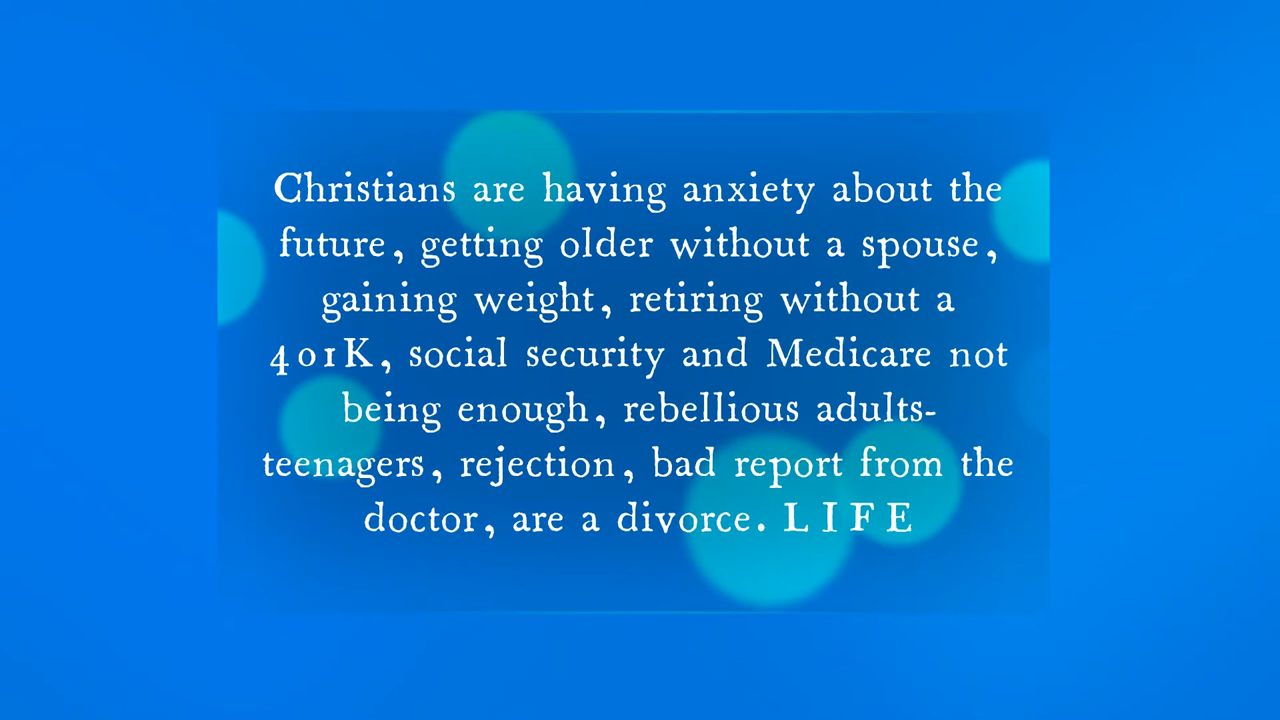 Christians are having anxiety about the
future, getting older without a spouse,
gaining weight, retiring without a
401K, social security and Medicare not
being enough, rebellious adults-
teenagers, rejection, bad report from the
doctor, are a divorce. L I F E